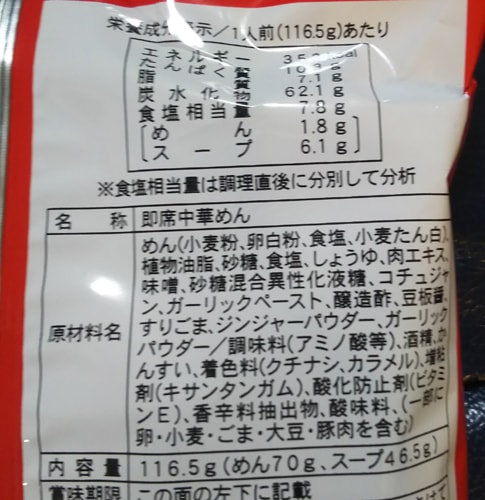 栄養成分表示/1人前(116.5g)あたり
エネルギー
たんぱく質
脂質 7.1g
炭水化物 62.1g
食塩相当量 7.8g
めん 1.8g
スープ 6.1g
※食塩相当量は調理直後に分別して分析
名称 即席中華めん
原材料名 めん(小麦粉、卵白粉、食塩、小麦たん白)、
植物油脂、砂糖、食塩、しょうゆ、肉エキス、
味噌、砂糖混合異性化液糖、コチュジャ
ン、ガーリックペースト、醸造酢、豆板醤、
すりごま、ジンジャーパウダー、ガーリック
パウダー/調味料(アミノ酸等)、酒精、か
んすい、着色料(クチナシ、カラメル)、増粘
剤(キサンタンガム)、酸化防止剤(ビタミ
ンE)、香辛料抽出物、酸味料、(一部に
卵・小麦・ごま・大豆・豚肉を含む)
内容量 116.5g(めん70g、スープ46.5g)
賞味期限 この面の左下に記載